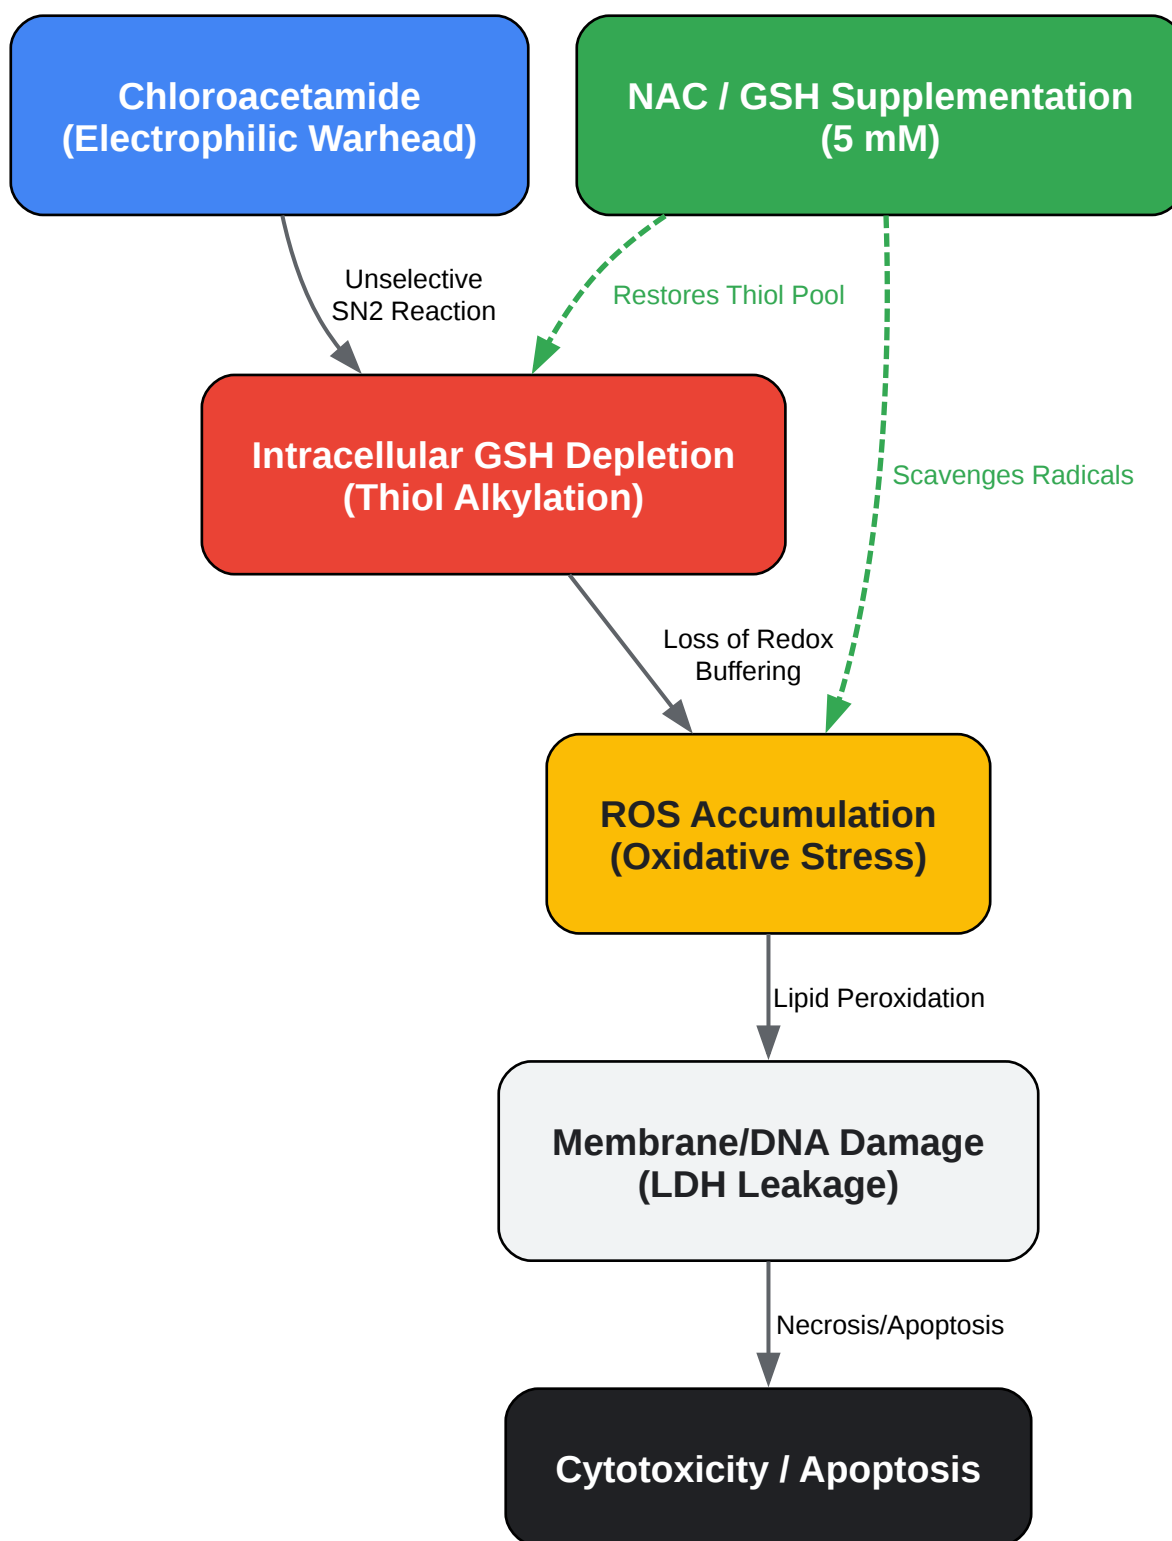 Chloroacetamide
(Electrophilic Warhead)
NAC / GSH Supplementation
(5 mM)
Unselective
SN2 Reaction
Restores Thiol Pool
Intracellular GSH Depletion
(Thiol Alkylation)
Scavenges Radicals
Loss of Redox
Buffering
ROS Accumulation
(Oxidative Stress)
Lipid Peroxidation
Membrane/DNA Damage
(LDH Leakage)
Necrosis/Apoptosis
Cytotoxicity / Apoptosis